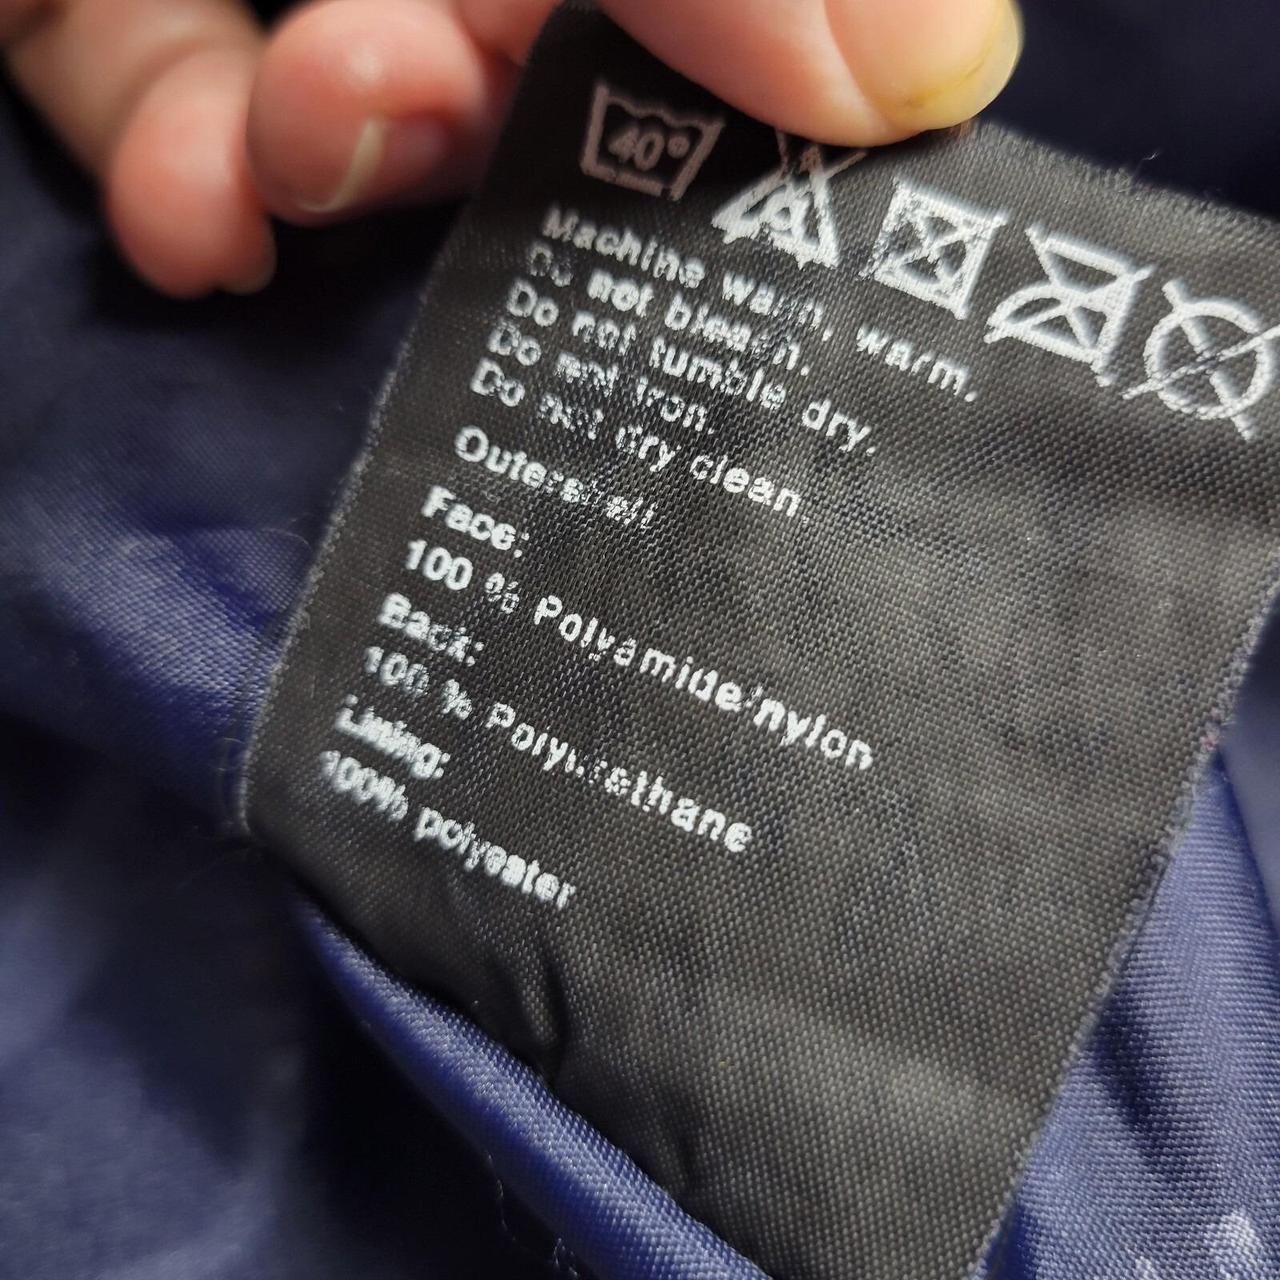 40°
Machine warm, warm.
Do not bleach.
Do not tumble dry.
Do not iron.
Do not dry clean.
Outershell:
Face:
100 % Polyamide/nylon
Back:
100 % Polyurethane
Lining:
100% polyester